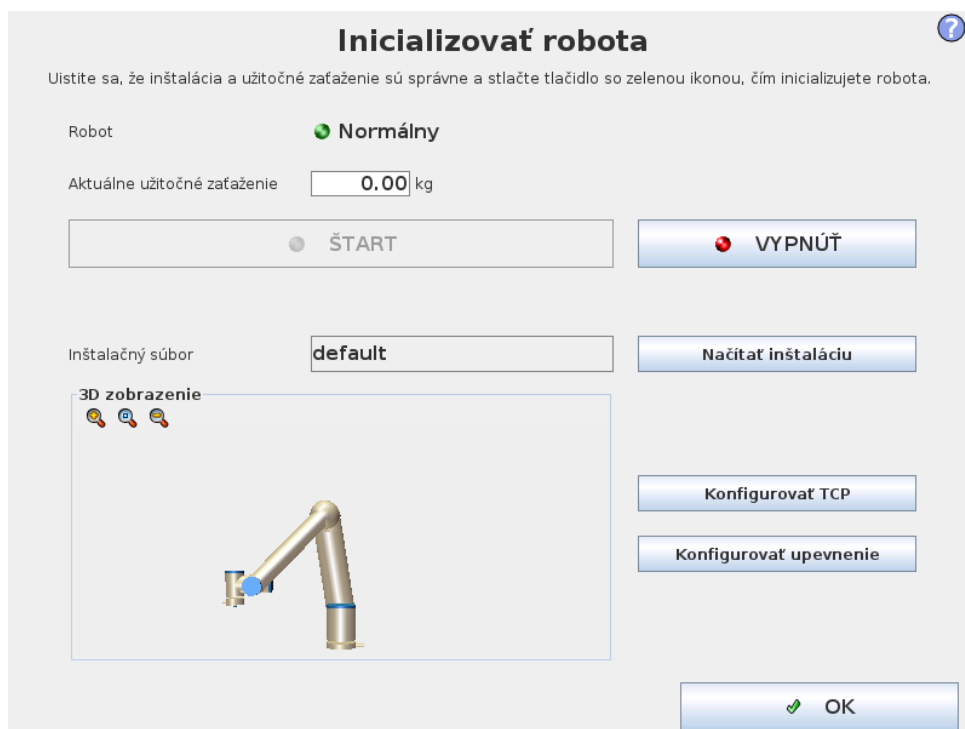 Inicializovať robota
?
Uistite sa, že inštalácia a užitočné zaťaženie sú správne a stlačte tlačidlo so zelenou ikonou, čím inicializujete robota.
Robot Normálny
Aktuálne užitočné zaťaženie 0.00 kg
ŠTART VYPNÚŤ
Inštalačný súbor default Načítať inštaláciu
3D zobrazenie
Konfigurovať TCP
Konfigurovať upevnenie
OK